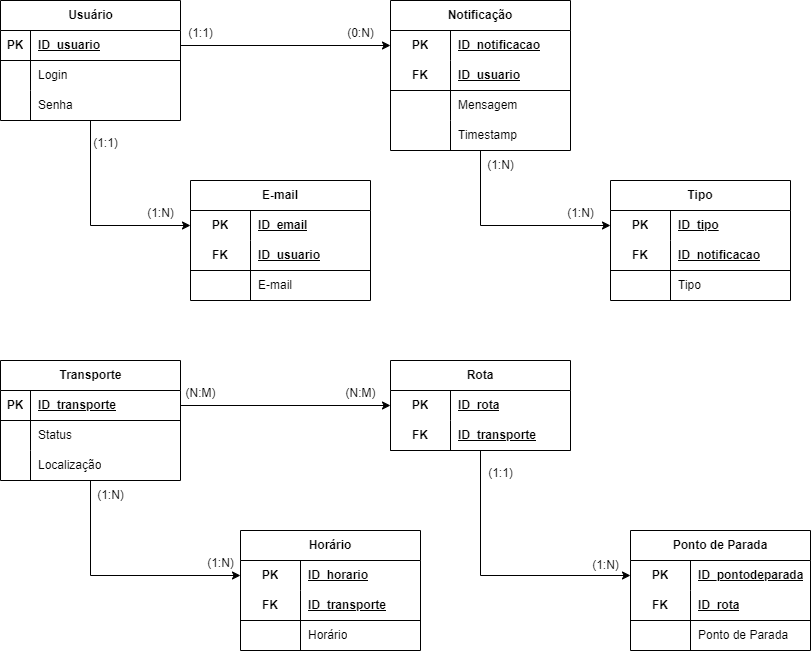 Usuário
PK ID_usuario
Login
Senha
(1:1) (0:N)
Notificação
PK ID_notificacao
FK ID_usuario
Mensagem
Timestamp
(1:1)
(1:N)
E-mail
PK ID_email
FK ID_usuario
E-mail
(1:N)
(1:N)
Tipo
PK ID_tipo
FK ID_notificacao
Tipo
Transporte
PK ID_transporte
Status
Localização
(N:M) (N:M)
Rota
PK ID_rota
FK ID_transporte
(1:N)
(1:N)
Horário
PK ID_horario
FK ID_transporte
Horário
(1:1)
(1:N)
Ponto de Parada
PK ID_pontodeparada
FK ID_rota
Ponto de Parada